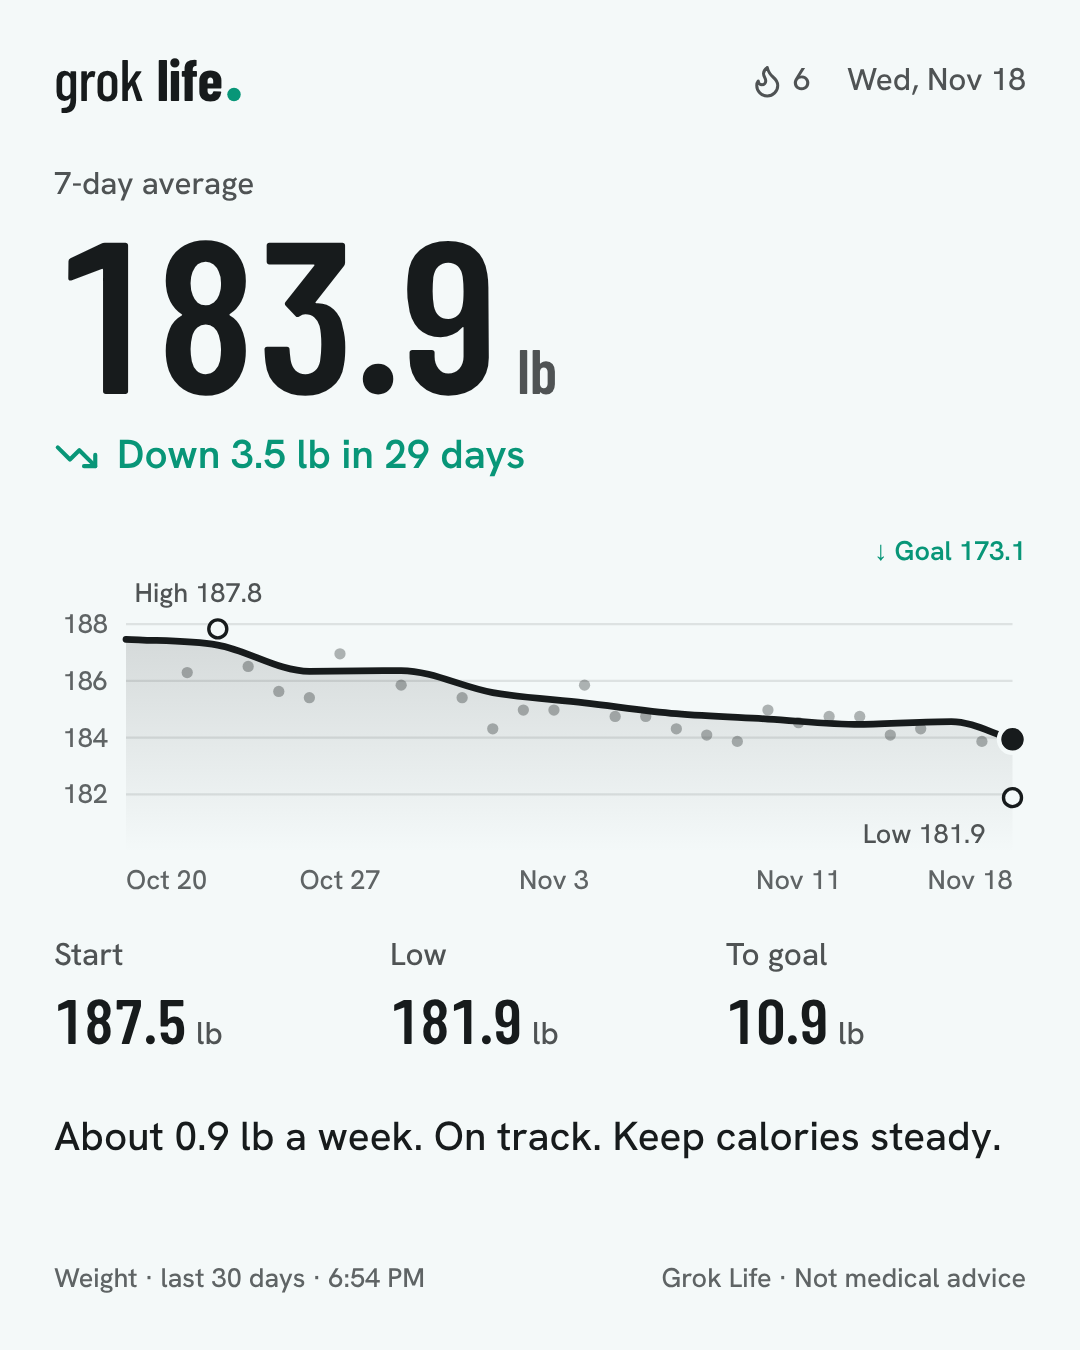 grok life.
6 Wed, Nov 18
7-day average
183.9 lb
Down 3.5 lb in 29 days
↓ Goal 173.1
High 187.8
188
186
184
182
Low 181.9
Oct 20 Oct 27 Nov 3 Nov 11 Nov 18
Start Low To goal
187.5 lb 181.9 lb 10.9 lb
About 0.9 lb a week. On track. Keep calories steady.
Weight · last 30 days · 6:54 PM
Grok Life · Not medical advice